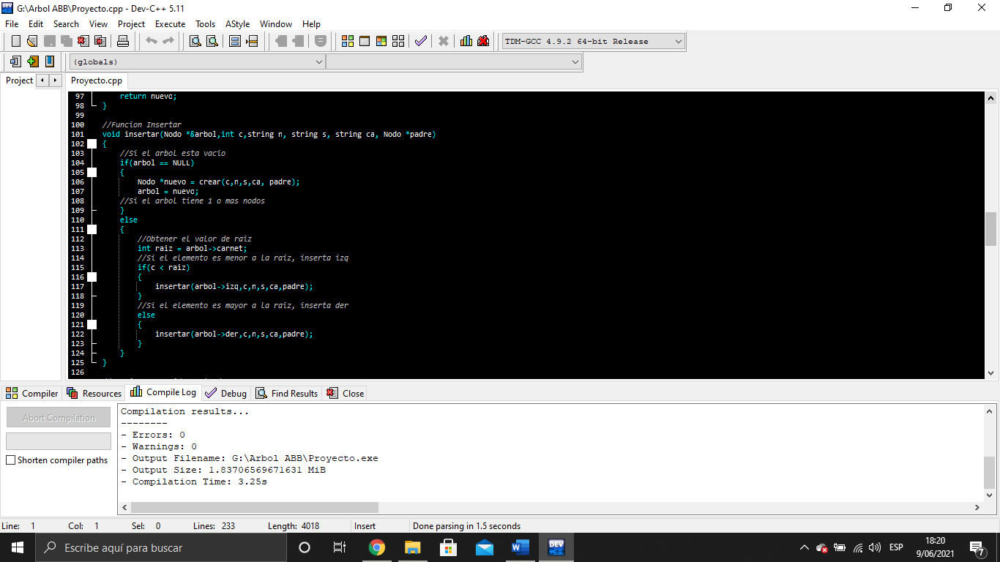 G:\Arbol ABB\Proyecto.cpp - Dev-C++ 5.11
File Edit Search View Project Execute Tools AStyle Window Help
TDM-GCC 4.9.2 64-bit Release
(globals)
Project Proyecto.cpp
97 return nuevo;
98 }
99
100 //Funcion Insertar
101 void insertar(Nodo *&arbol,int c,string n, string s, string ca, Nodo *padre)
102 {
103 //Si el arbol esta vacio
104 if(arbol == NULL)
105 {
106 Nodo *nuevo = crear(c,n,s,ca, padre);
107 arbol = nuevo;
108 //Si el arbol tiene 1 o mas nodos
109 }
110 else
111 {
112 //Obtener el valor de raiz
113 int raiz = arbol->carnet;
114 //Si el elemento es menor a la raiz, inserta izq
115 if(c < raiz)
116 {
117 insertar(arbol->izq,c,n,s,ca,padre);
118 }
119 //Si el elemento es mayor a la raiz, inserta der
120 else
121 {
122 insertar(arbol->der,c,n,s,ca,padre);
123 }
124 }
125 }
126
Compiler Resources Compile Log Debug Find Results Close
Abort Compilation
Shorten compiler paths
Compilation results...
--------
- Errors: 0
- Warnings: 0
- Output Filename: G:\Arbol ABB\Proyecto.exe
- Output Size: 1.83706569671631 MiB
- Compilation Time: 3.25s
Line: 1 Col: 1 Sel: 0 Lines: 233 Length: 4018 Insert Done parsing in 1.5 seconds
Escribe aquí para buscar
W
DEV
ESP
18:20
9/06/2021
7